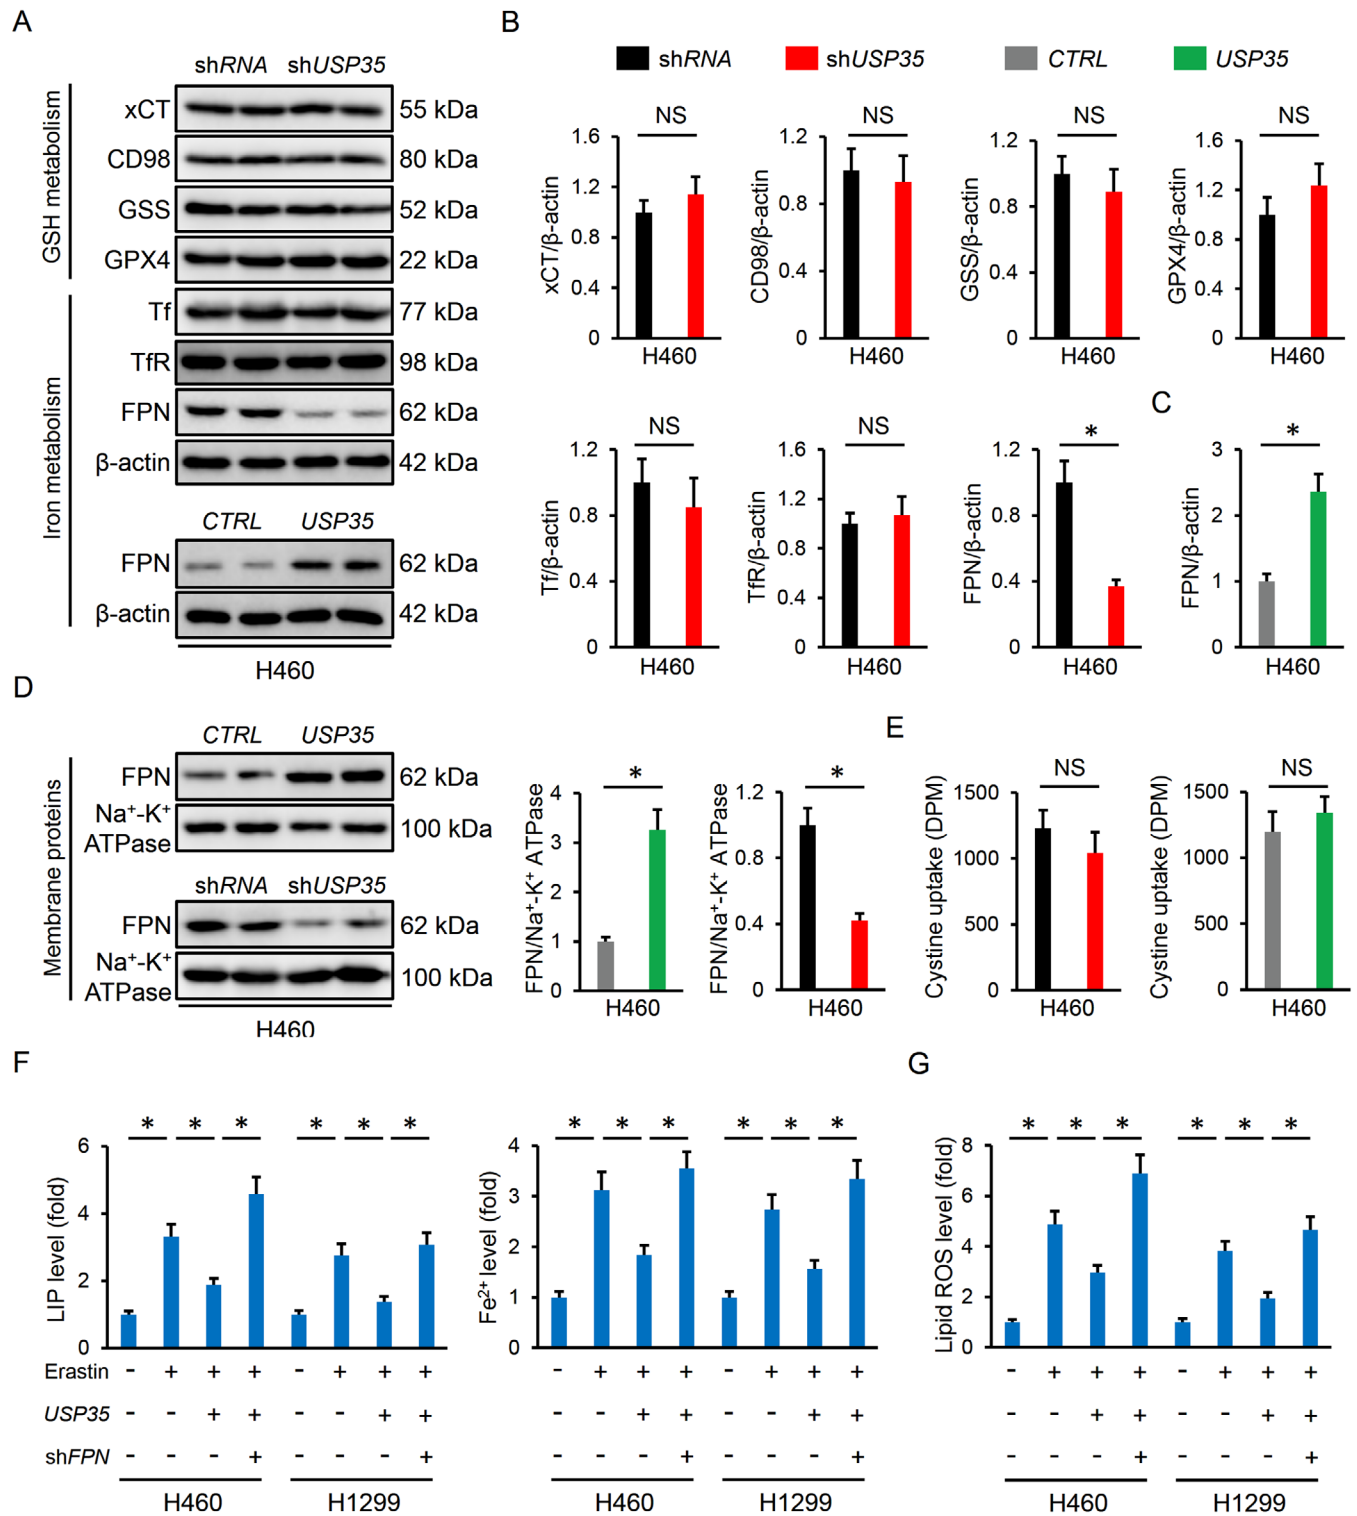 A
shRNA shUSP35
GSH metabolism
xCT 55 kDa
CD98 80 kDa
GSS 52 kDa
GPX4 22 kDa
Iron metabolism
Tf 77 kDa
TfR 98 kDa
FPN 62 kDa
β-actin 42 kDa
CTRL USP35
FPN 62 kDa
β-actin 42 kDa
H460
B
shRNA shUSP35 CTRL USP35
NS
xCT/β-actin
1.6
1.2
0.8
0.4
0
H460
NS
CD98/β-actin
1.2
0.8
0.4
0
H460
NS
GSS/β-actin
1.2
0.8
0.4
0
H460
NS
GPX4/β-actin
1.6
1.2
0.8
0.4
0
H460
NS
Tf/β-actin
1.2
0.8
0.4
0
H460
NS
TfR/β-actin
1.6
1.2
0.8
0.4
0
H460
*
FPN/β-actin
1.2
0.8
0.4
0
H460
C
*
FPN/β-actin
3
2
1
0
H460
D
Membrane proteins
CTRL USP35
FPN 62 kDa
Na⁺-K⁺
ATPase 100 kDa
shRNA shUSP35
FPN 62 kDa
Na⁺-K⁺
ATPase 100 kDa
H460
*
FPN/Na⁺-K⁺ ATPase
4
3
2
1
0
H460
*
FPN/Na⁺-K⁺ ATPase
1.2
0.8
0.4
0
H460
E
NS
Cystine uptake (DPM)
1500
1000
500
0
H460
NS
Cystine uptake (DPM)
1500
1000
500
0
H460
F
* * * * * *
LIP level (fold)
6
4
2
0
Erastin - + + + - + + +
USP35 - - + + - - + +
shFPN - - - + - - - +
H460 H1299
* * * * * *
Fe²⁺ level (fold)
4
3
2
1
0
- + + + - + + +
- - + + - - + +
- - - + - - - +
H460 H1299
G
* * * * * *
Lipid ROS level (fold)
8
6
4
2
0
- + + + - + + +
- - + + - - + +
- - - + - - - +
H460 H1299